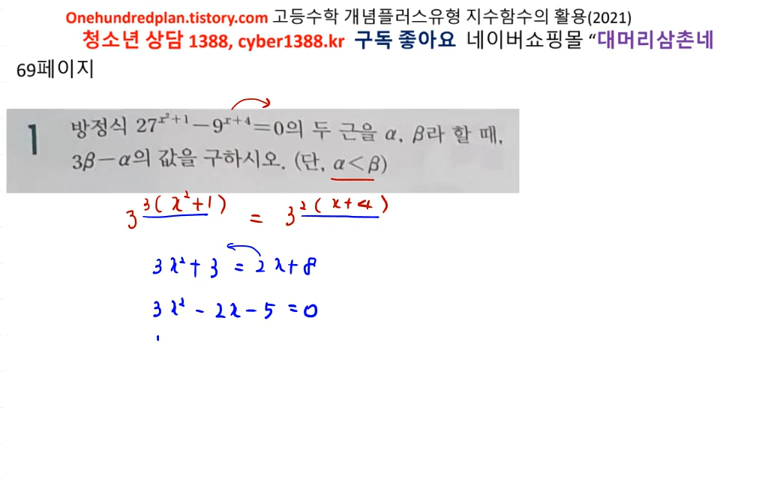 Onehundredplan.tistory.com 고등수학 개념플러스유형 지수함수의 활용(2021)
청소년 상담 1388, cyber1388.kr 구독 좋아요 네이버쇼핑몰 “대머리삼촌네
69페이지
1 방정식 27^{x²+1}−9^{x+4}=0의 두 근을 α, β라 할 때,
3β−α의 값을 구하시오. (단, α<β)
3^{3(x²+1)} = 3^{2(x+4)}
3x² + 3 = 2x + 8
3x² - 2x - 5 = 0